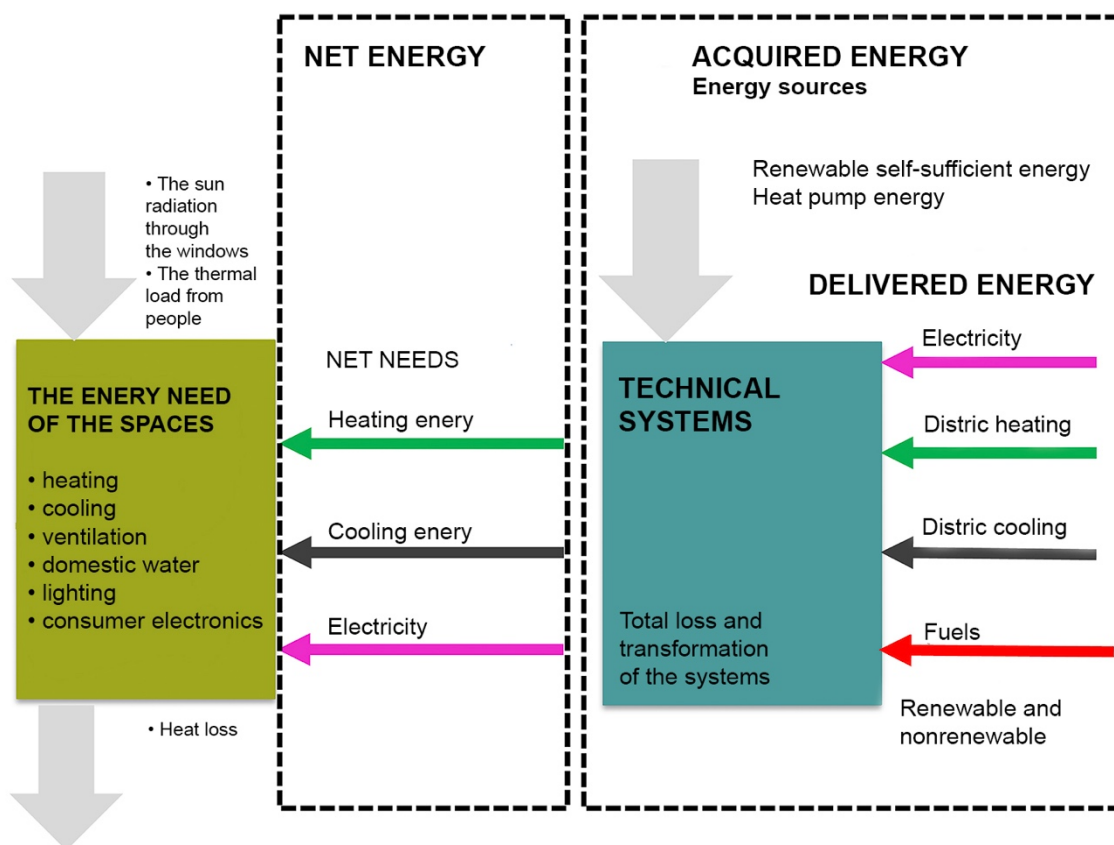 NET ENERGY
ACQUIRED ENERGY
Energy sources
• The sun
radiation
through
the windows
• The thermal
load from
people
Renewable self-sufficient energy
Heat pump energy
DELIVERED ENERGY
THE ENERY NEED
OF THE SPACES
• heating
• cooling
• ventilation
• domestic water
• lighting
• consumer electronics
NET NEEDS
Heating enery
Cooling enery
Electricity
TECHNICAL
SYSTEMS
Total loss and
transformation
of the systems
Electricity
Distric heating
Distric cooling
Fuels
Renewable and
nonrenewable
• Heat loss